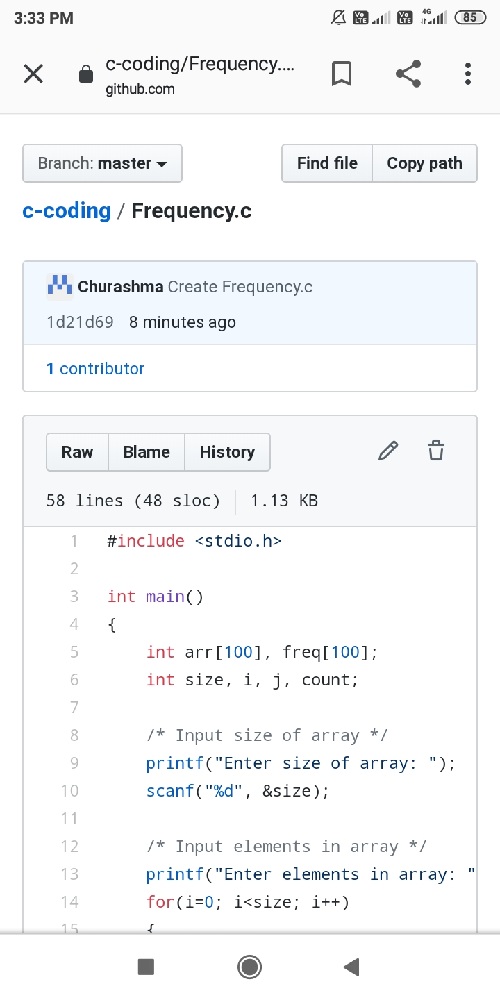 3:33 PM
Vo LTE Vo LTE 4G 85
c-coding/Frequency....
github.com
Branch: master Find file Copy path
c-coding / Frequency.c
Churashma Create Frequency.c
1d21d69 8 minutes ago
1 contributor
Raw Blame History
58 lines (48 sloc) 1.13 KB
1 #include <stdio.h>
2
3 int main()
4 {
5 int arr[100], freq[100];
6 int size, i, j, count;
7
8 /* Input size of array */
9 printf("Enter size of array: ");
10 scanf("%d", &size);
11
12 /* Input elements in array */
13 printf("Enter elements in array: "
14 for(i=0; i<size; i++)
15 {